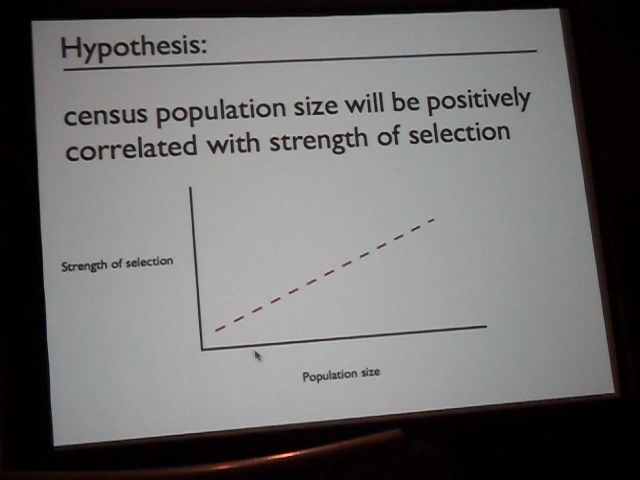 Hypothesis:
census population size will be positively
correlated with strength of selection
Strength of selection
Population size